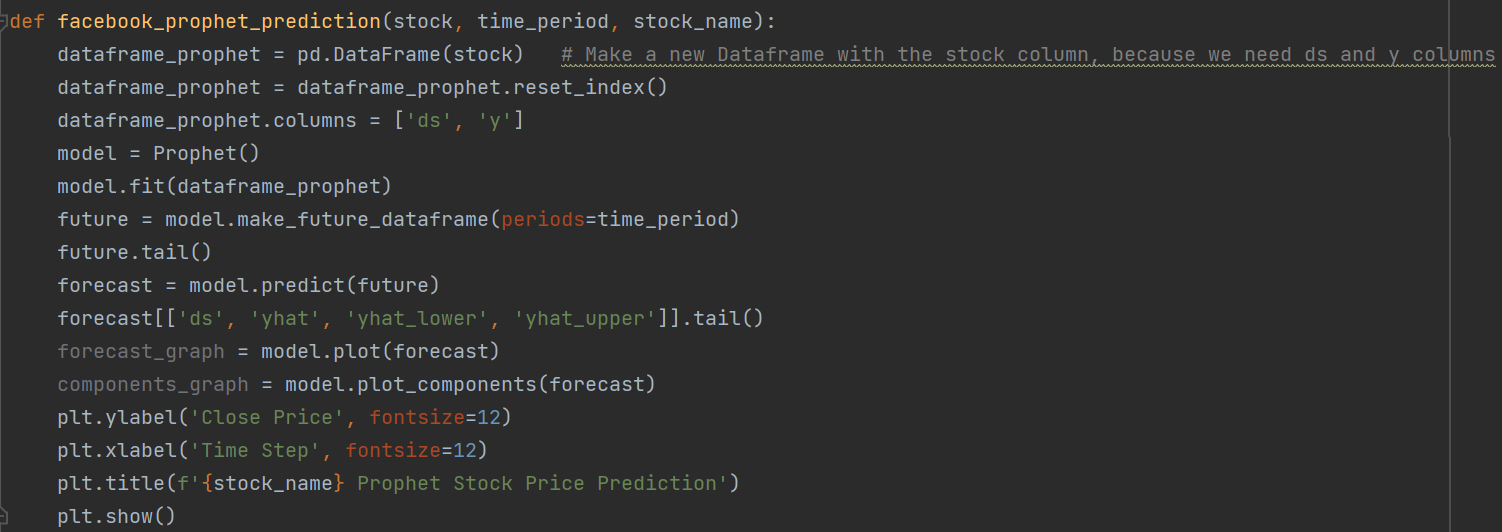 def facebook_prophet_prediction(stock, time_period, stock_name):
    dataframe_prophet = pd.DataFrame(stock)   # Make a new Dataframe with the stock column, because we need ds and y columns
    dataframe_prophet = dataframe_prophet.reset_index()
    dataframe_prophet.columns = ['ds', 'y']
    model = Prophet()
    model.fit(dataframe_prophet)
    future = model.make_future_dataframe(periods=time_period)
    future.tail()
    forecast = model.predict(future)
    forecast[['ds', 'yhat', 'yhat_lower', 'yhat_upper']].tail()
    forecast_graph = model.plot(forecast)
    components_graph = model.plot_components(forecast)
    plt.ylabel('Close Price', fontsize=12)
    plt.xlabel('Time Step', fontsize=12)
    plt.title(f'{stock_name} Prophet Stock Price Prediction')
    plt.show()